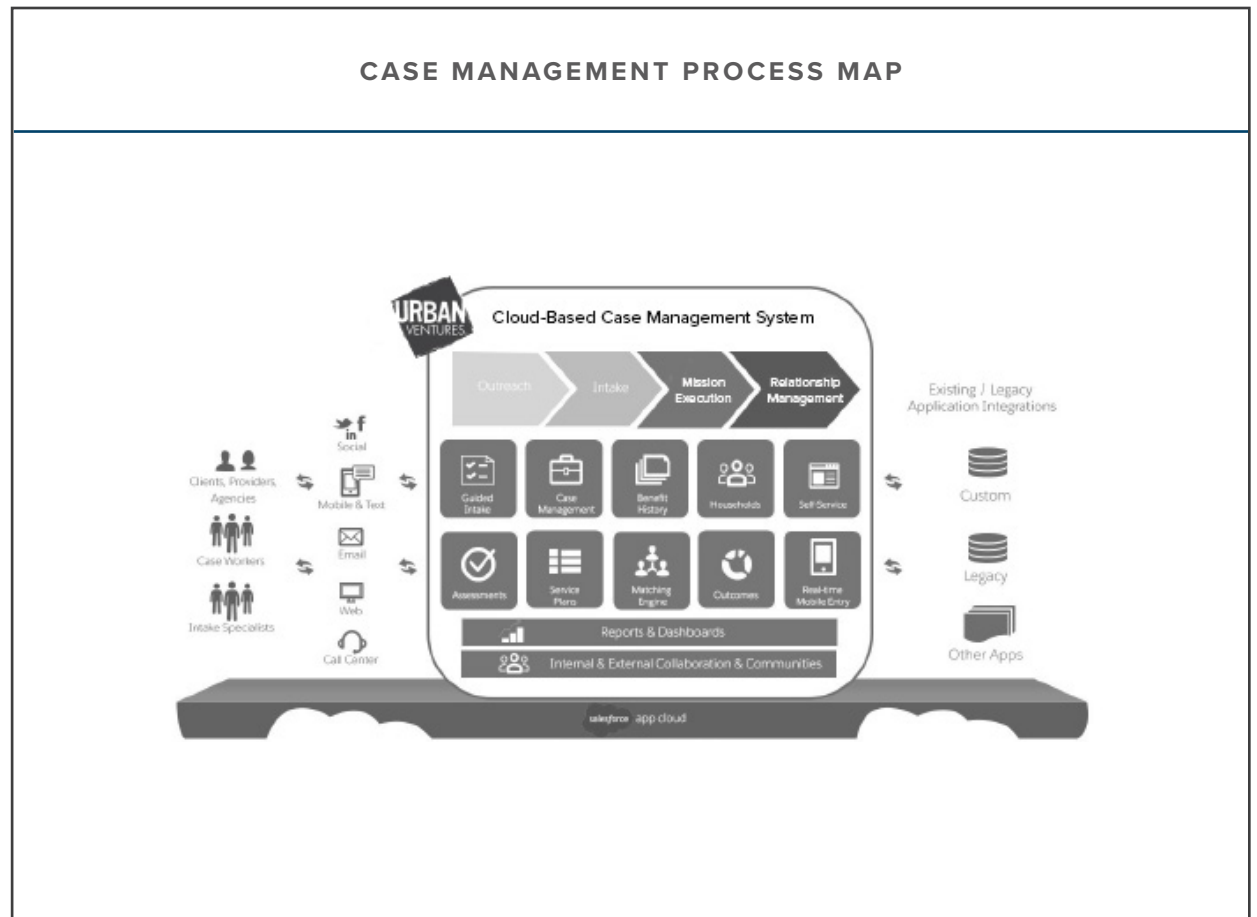 CASE MANAGEMENT PROCESS MAP
URBAN
VENTURES
Cloud-Based Case Management System
Outreach
Intake
Mission
Execution
Relationship
Management
Existing / Legacy
Application Integrations
Social
Clients, Providers,
Agencies
Mobile & Text
Guided
Intake
Case
Management
Benefit
History
Households
Self-Service
Custom
Case Workers
Email
Assessments
Service
Plans
Matching
Engine
Outcomes
Real-time
Mobile Entry
Legacy
Web
Intake Specialists
Call Center
Reports & Dashboards
Internal & External Collaboration & Communities
Other Apps
salesforce app cloud